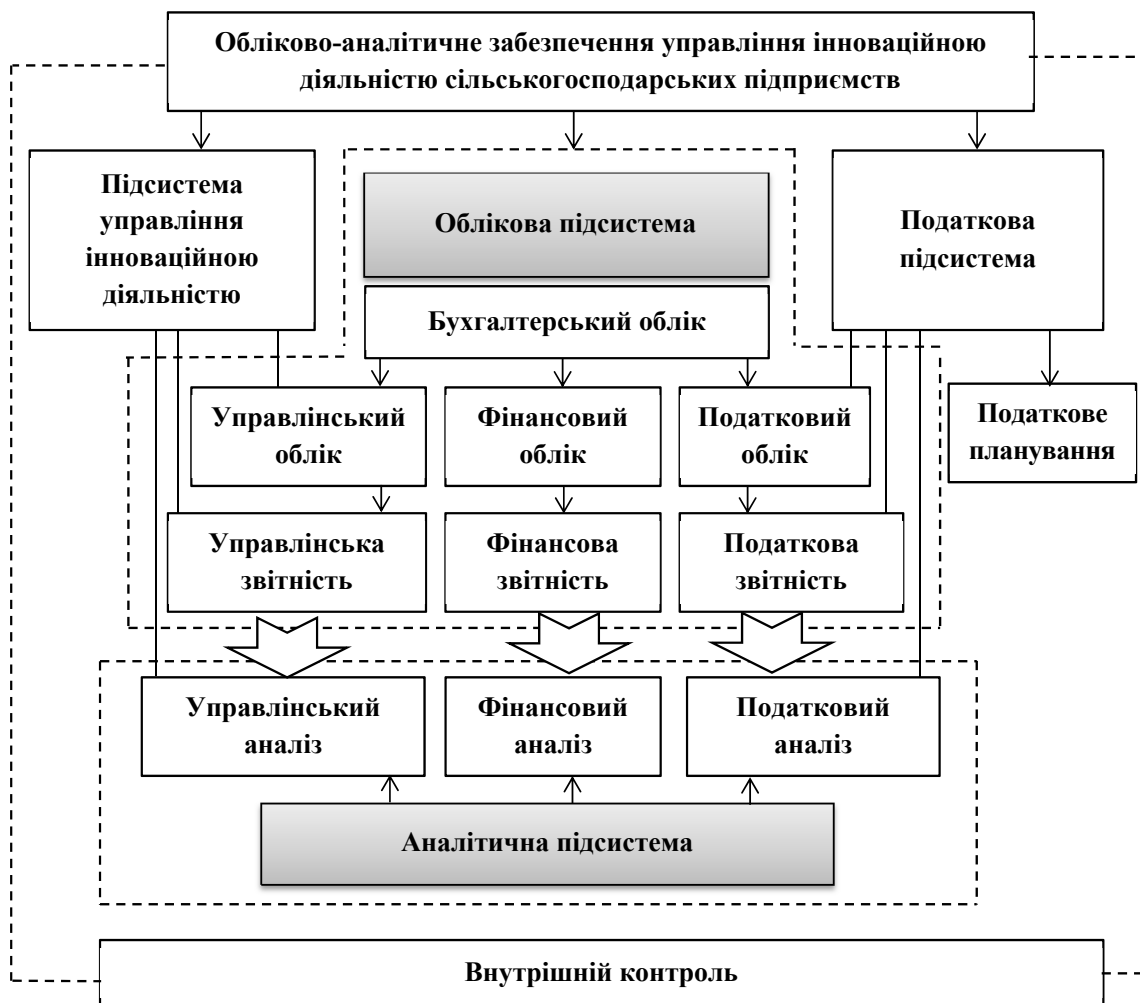 Обліково-аналітичне забезпечення управління інноваційною
діяльністю сільськогосподарських підприємств
Підсистема
управління
інноваційною
діяльністю
Облікова підсистема
Податкова
підсистема
Бухгалтерський облік
Управлінський
облік
Фінансовий
облік
Податковий
облік
Податкове
планування
Управлінська
звітність
Фінансова
звітність
Податкова
звітність
Управлінський
аналіз
Фінансовий
аналіз
Податковий
аналіз
Аналітична підсистема
Внутрішній контроль